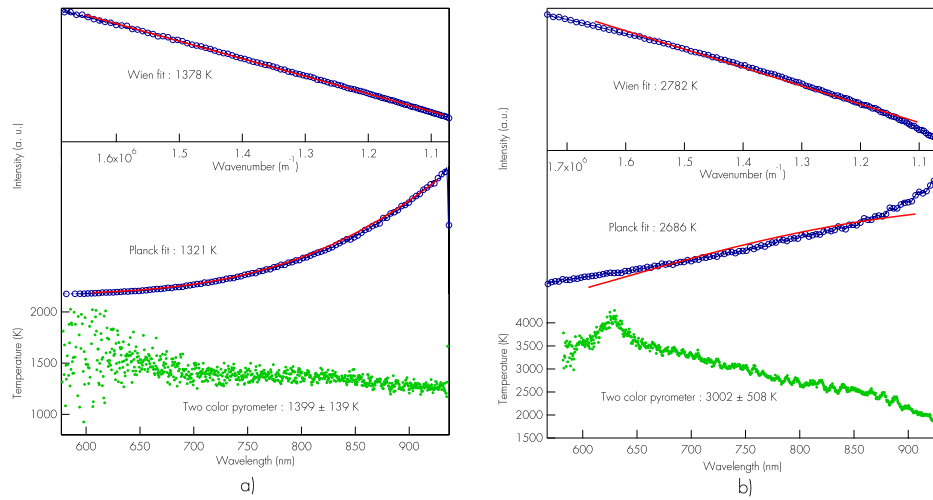 Intensity (a. u.)
Wien fit : 1378 K
1.6x10⁶ 1.5 1.4 1.3 1.2 1.1
Wavenumber (m⁻¹)
Planck fit : 1321 K
Temperature (K)
2000
1500
1000
Two color pyrometer : 1399 ± 139 K
600 650 700 750 800 850 900
Wavelength (nm)
a)
Intensity (a.u.)
Wien fit : 2782 K
1.7x10⁶ 1.6 1.5 1.4 1.3 1.2 1.1
Wavenumber (m⁻¹)
Planck fit : 2686 K
Temperature (K)
4000
3500
3000
2500
2000
1500
Two color pyrometer : 3002 ± 508 K
600 650 700 750 800 850 900
Wavelength (nm)
b)